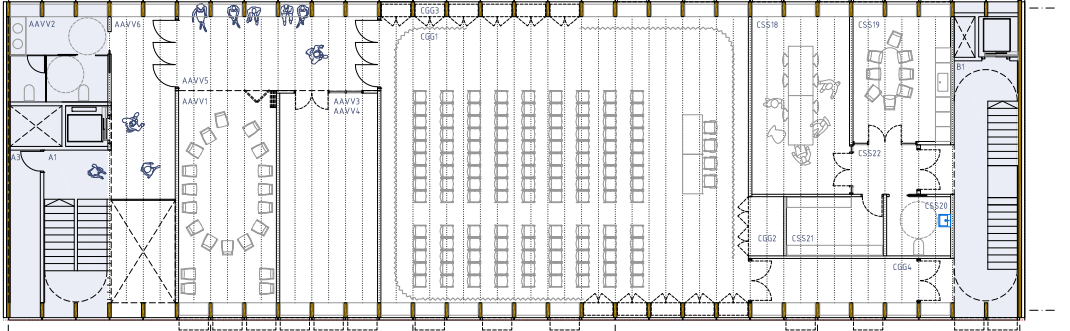 AAVV2
AAVV6
CGG3
CGG1
CSS18
CSS19
B1
AAVV5
AAVV1
AAVV3
AAVV4
A3
A1
CSS22
CSS20
CGG2
CSS21
CGG4